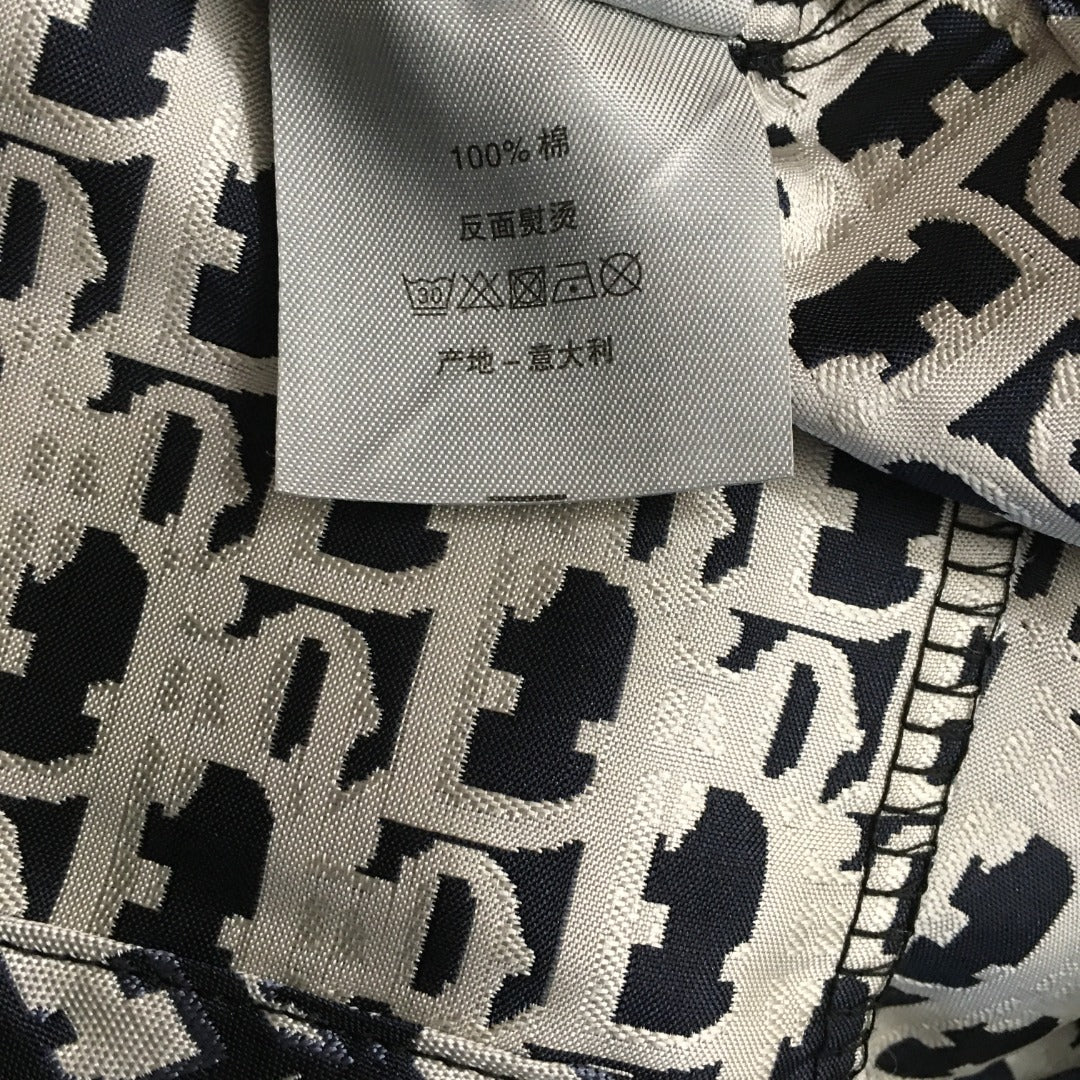 100% 棉
反面熨烫
30
产地 – 意大利